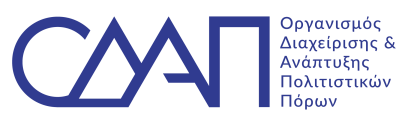 ΟΔΑΠ
Οργανισμός
Διαχείρισης &
Ανάπτυξης
Πολιτιστικών
Πόρων